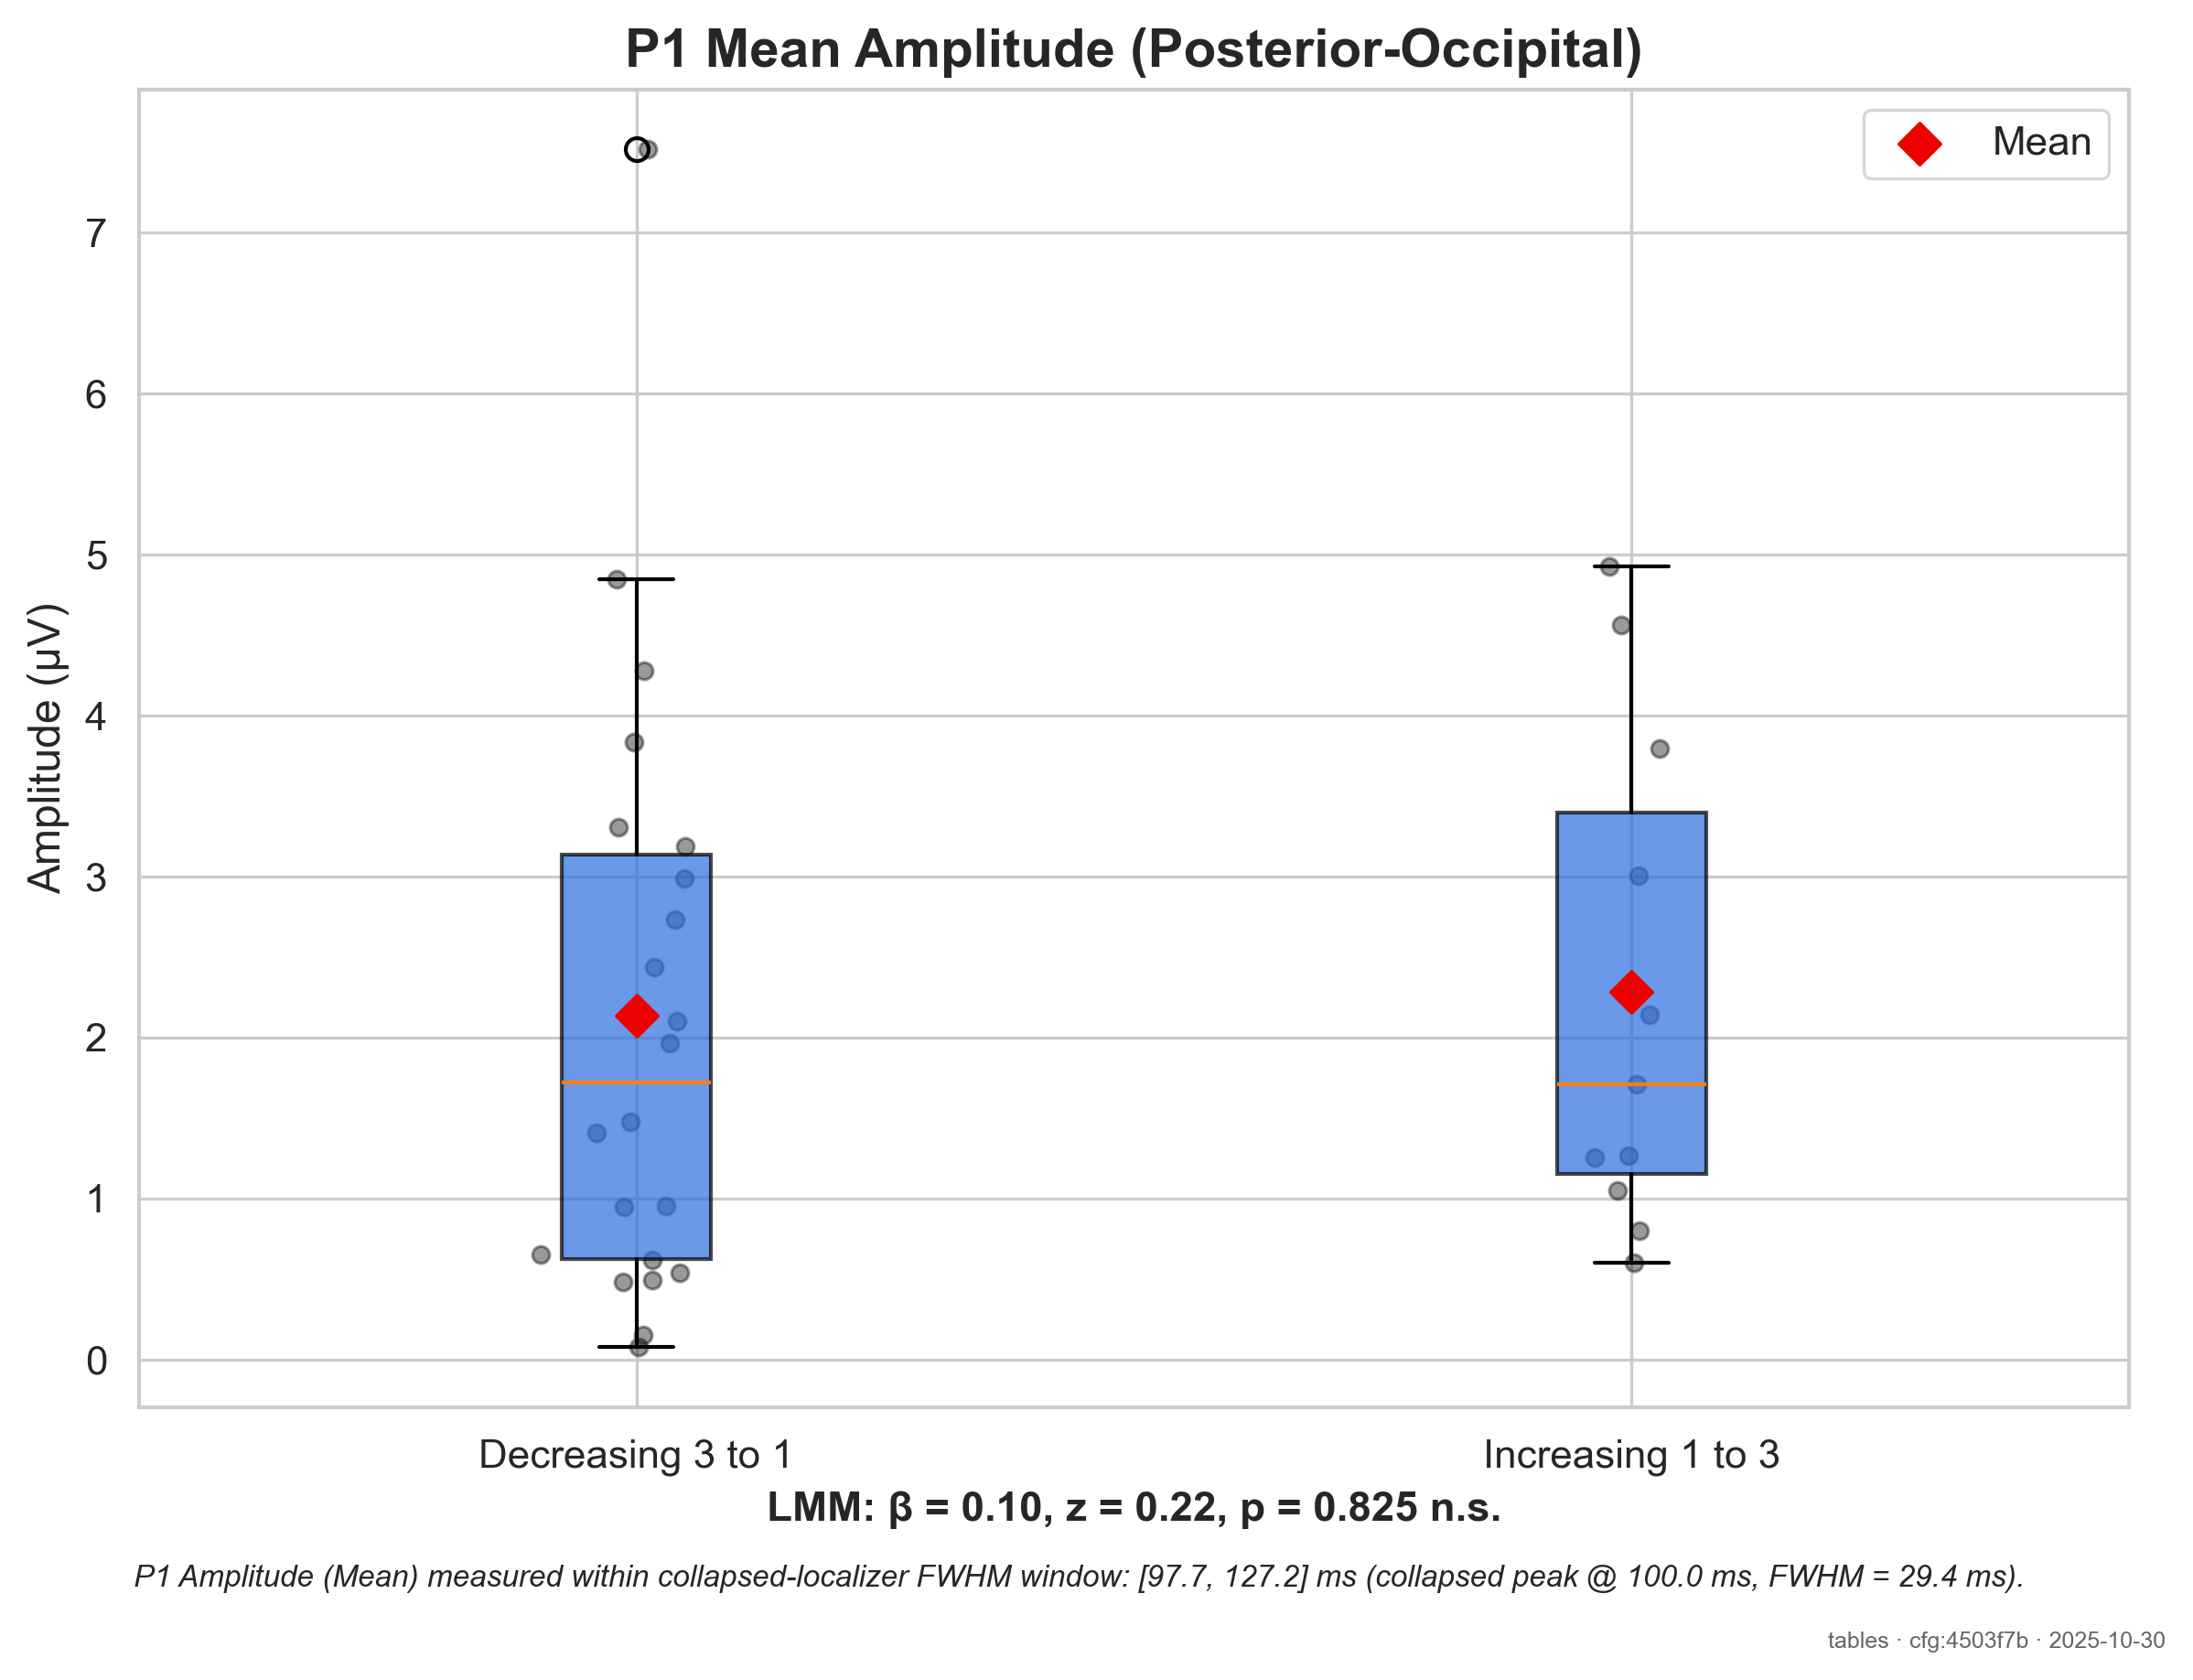 P1 Mean Amplitude (Posterior-Occipital)
Mean
7
6
5
4
3
2
1
0
Amplitude (µV)
Decreasing 3 to 1
Increasing 1 to 3
LMM: β = 0.10, z = 0.22, p = 0.825 n.s.
P1 Amplitude (Mean) measured within collapsed-localizer FWHM window: [97.7, 127.2] ms (collapsed peak @ 100.0 ms, FWHM = 29.4 ms).
tables · cfg:4503f7b · 2025-10-30